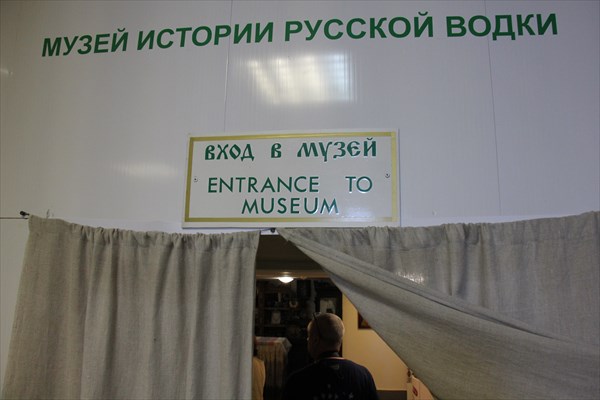 МУЗЕЙ ИСТОРИИ РУССКОЙ ВОДКИ
ВХОД В МУЗЕЙ
ENTRANCE TO
MUSEUM